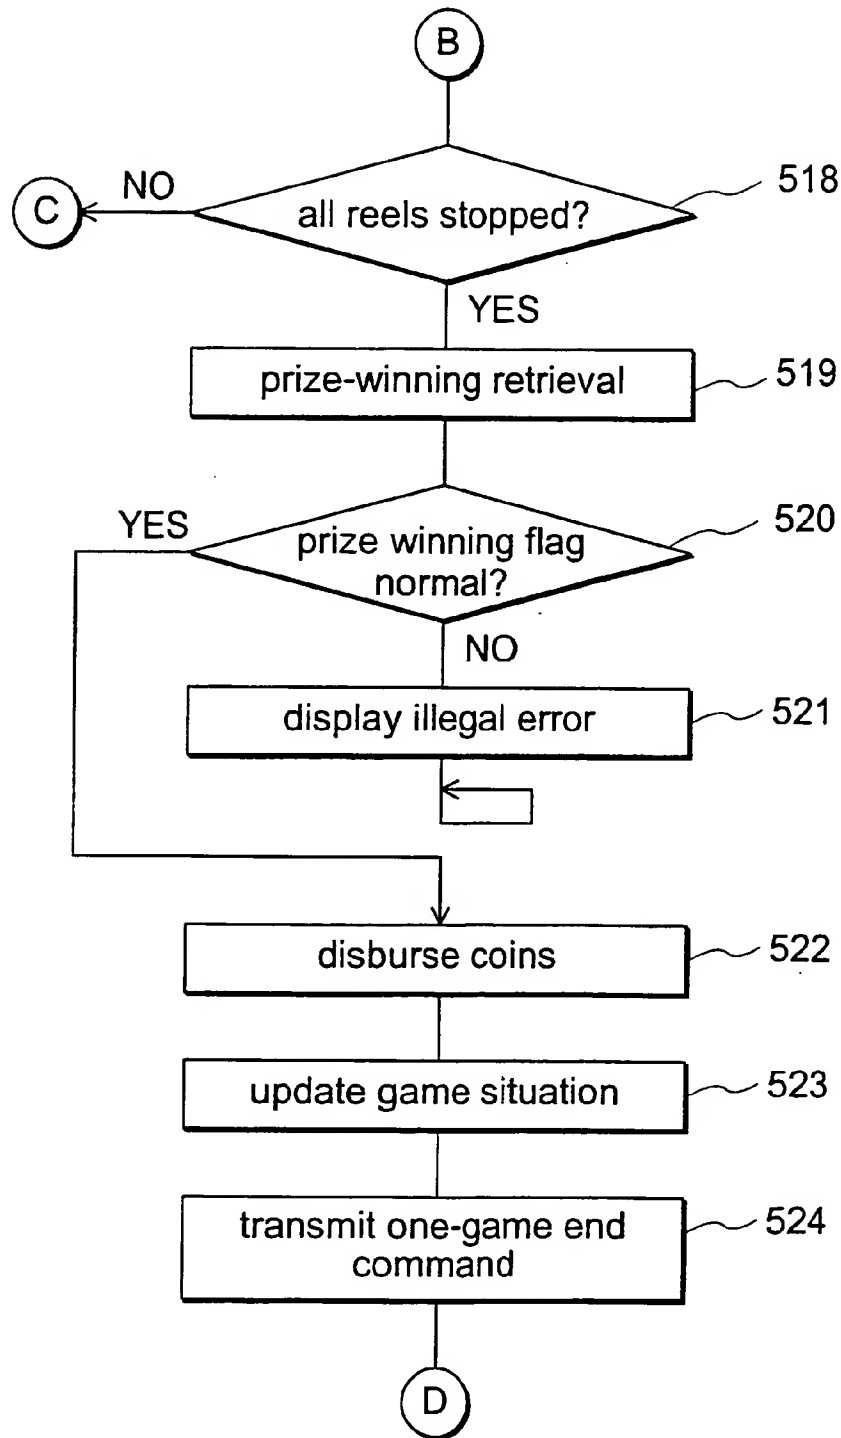 B
NO
C
all reels stopped?
518
YES
prize-winning retrieval
519
YES
prize winning flag
normal?
520
NO
display illegal error
521
disburse coins
522
update game situation
523
transmit one-game end
command
524
D